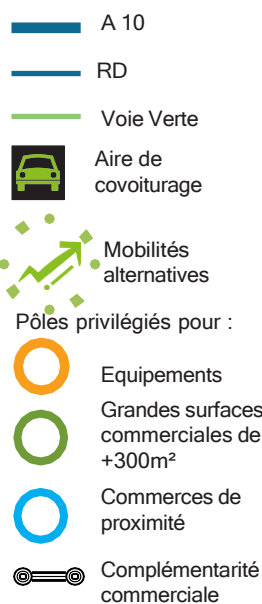 A 10
RD
Voie Verte
Aire de
covoiturage
Mobilités
alternatives
Pôles privilégiés pour :
Equipements
Grandes surfaces
commerciales de
+300m²
Commerces de
proximité
Complémentarité
commerciale